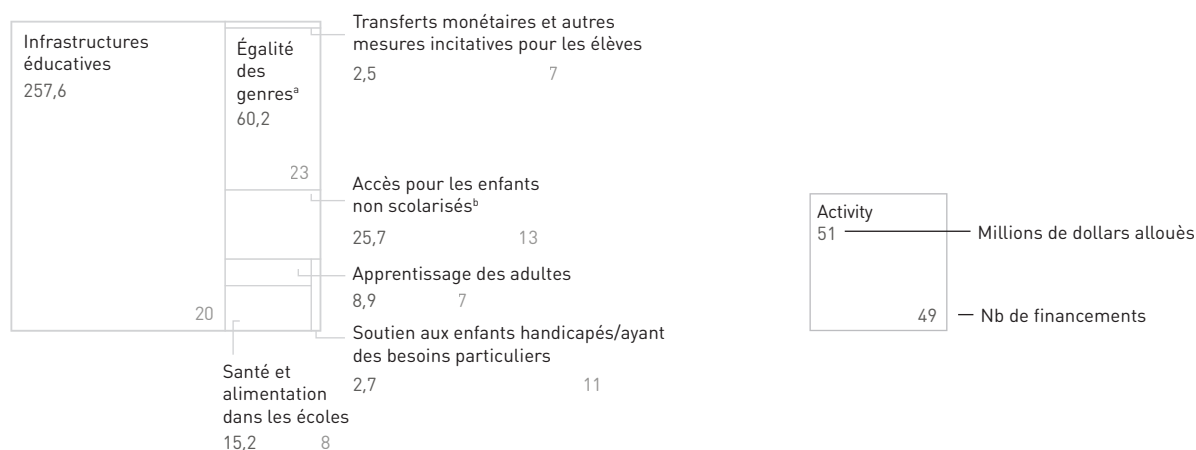 Infrastructures
éducatives
257,6
20
Égalité
des
genresᵃ
60,2
23
Transferts monétaires et autres
mesures incitatives pour les élèves
2,5 7
Accès pour les enfants
non scolarisésᵇ
25,7 13
Apprentissage des adultes
8,9 7
Soutien aux enfants handicapés/ayant
des besoins particuliers
2,7 11
Santé et
alimentation
dans les écoles
15,2 8
Activity
51 Millions de dollars allouès
49 Nb de financements